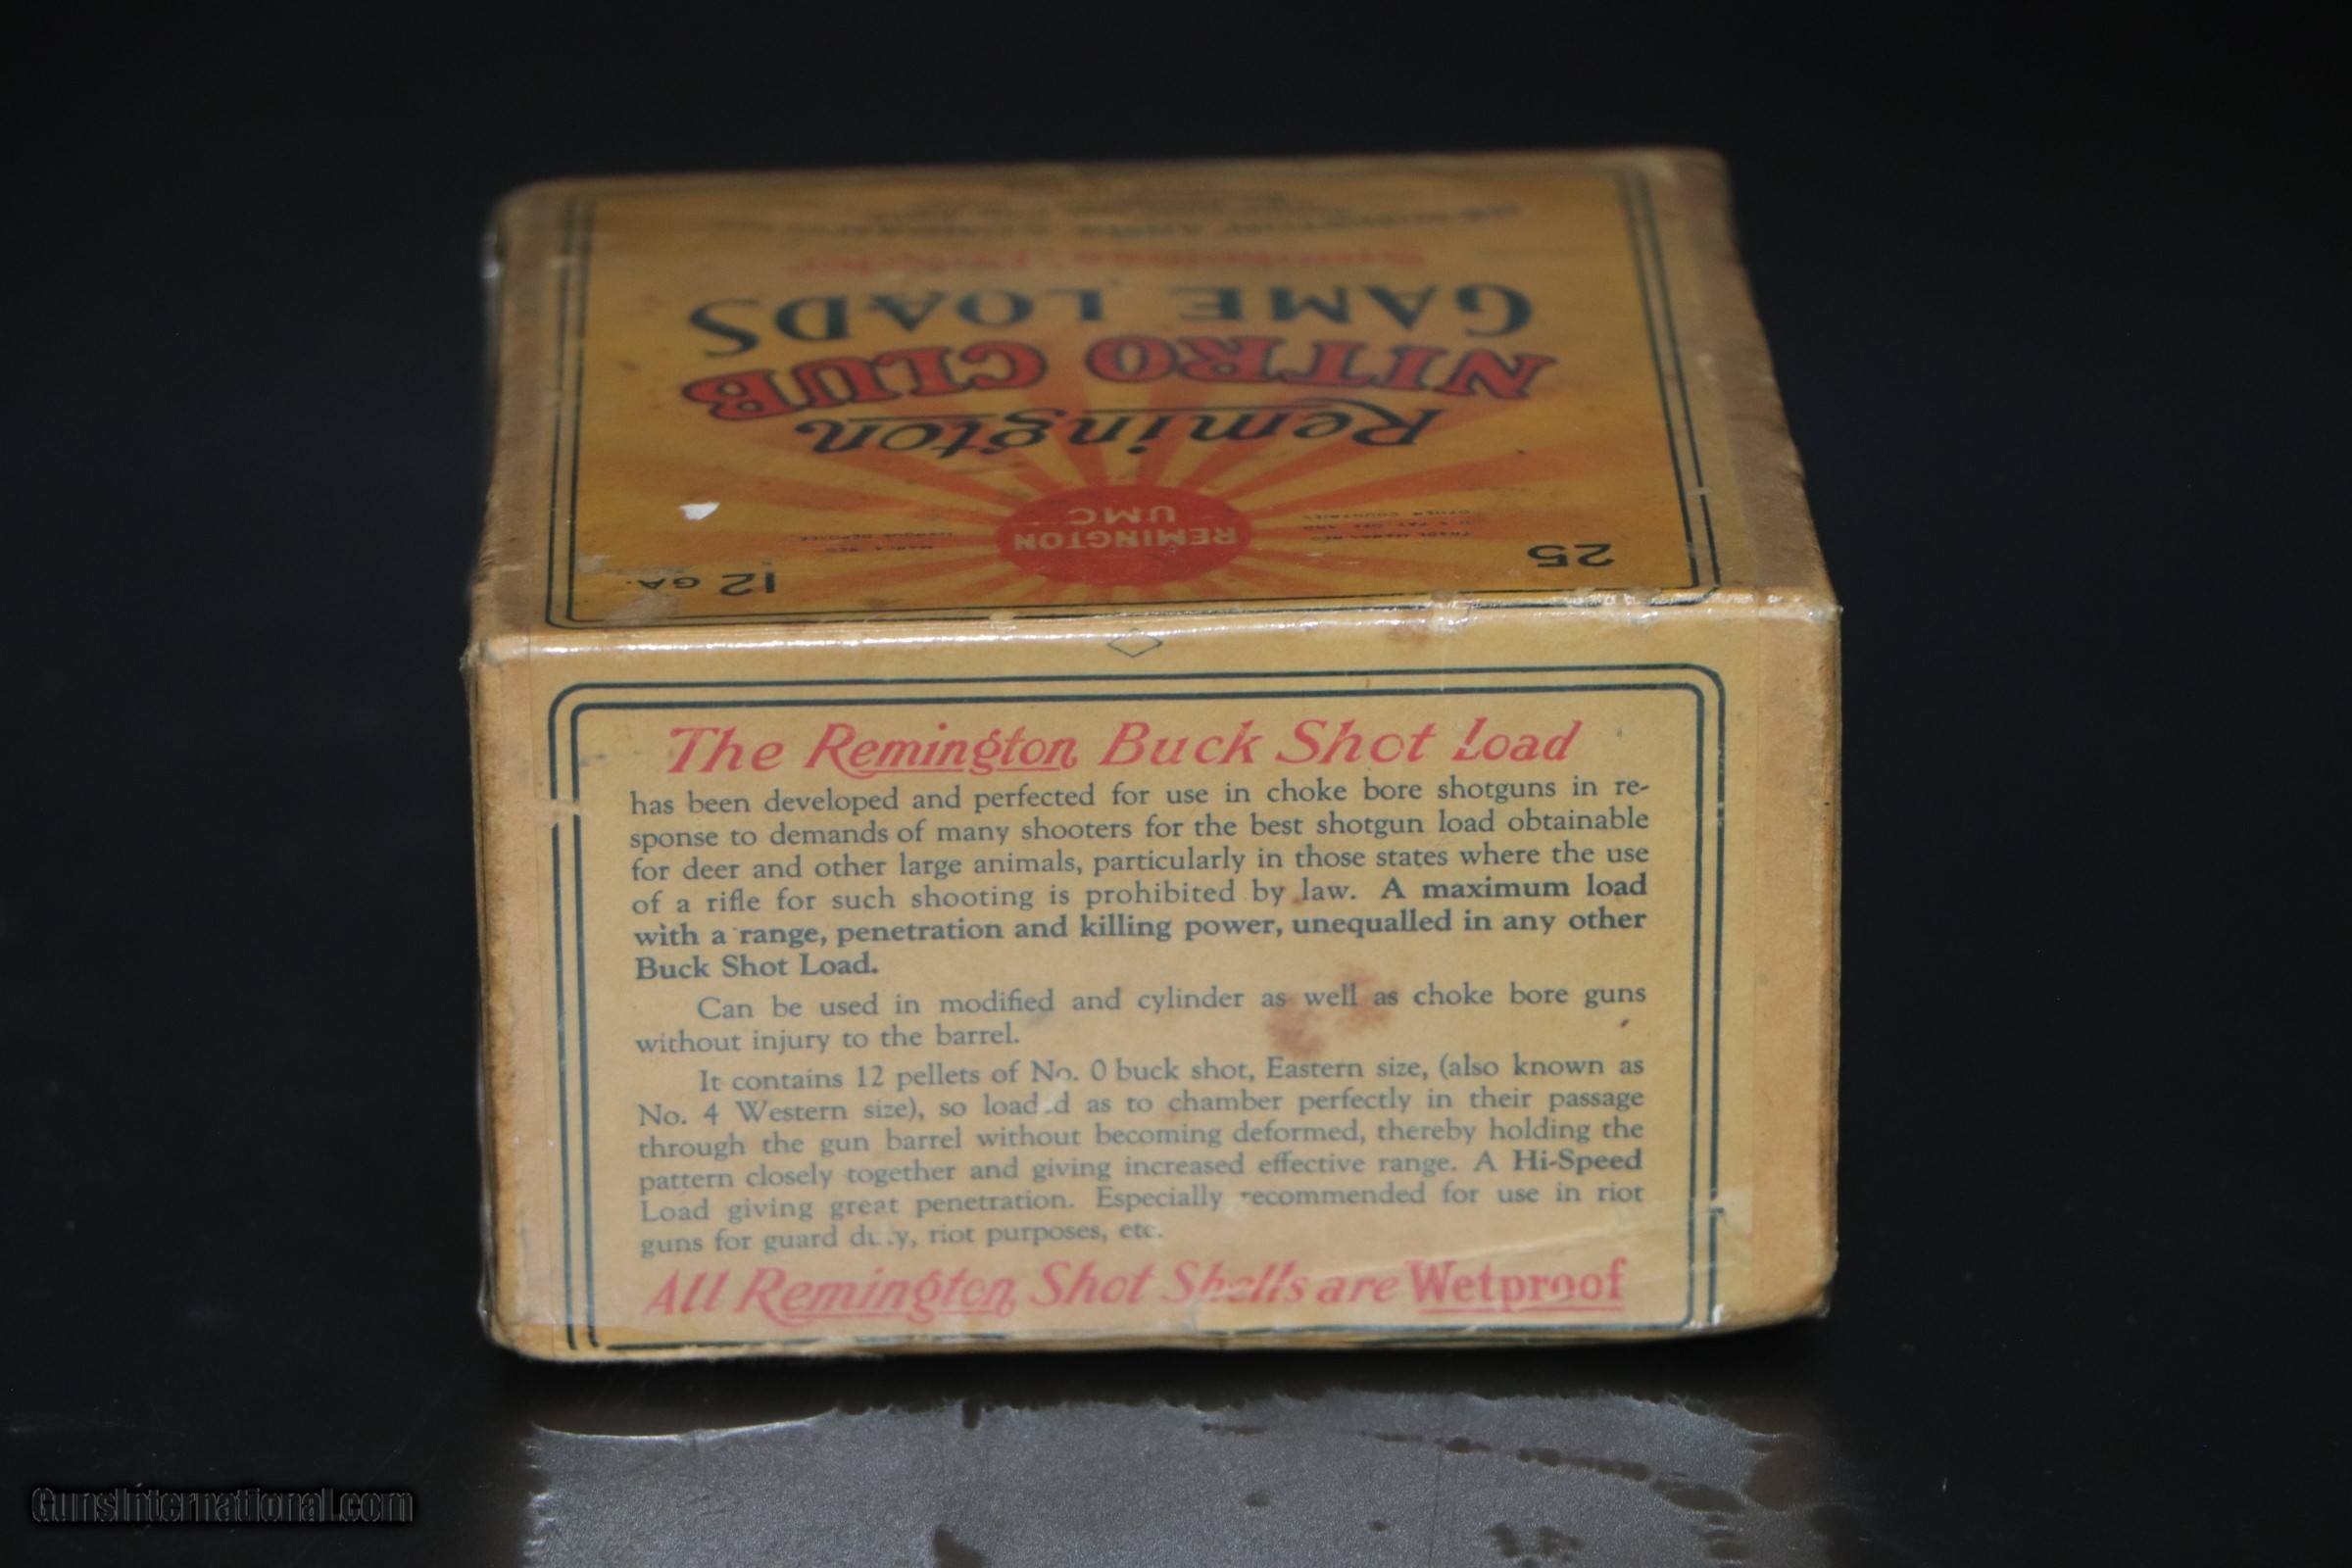 GAME LOADS
NITRO CLUB
Remington
REMINGTON
UMC
25
12 GA.
The Remington Buck Shot Load
has been developed and perfected for use in choke bore shotguns in re-
sponse to demands of many shooters for the best shotgun load obtainable
for deer and other large animals, particularly in those states where the use
of a rifle for such shooting is prohibited by law. A maximum load
with a range, penetration and killing power, unequalled in any other
Buck Shot Load.
Can be used in modified and cylinder as well as choke bore guns
without injury to the barrel.
It contains 12 pellets of No. 0 buck shot, Eastern size, (also known as
No. 4 Western size), so loaded as to chamber perfectly in their passage
through the gun barrel without becoming deformed, thereby holding the
pattern closely together and giving increased effective range. A Hi-Speed
Load giving great penetration. Especially recommended for use in riot
guns for guard duty, riot purposes, etc.
All Remington Shot Shells are Wetproof
GunsInternational.com